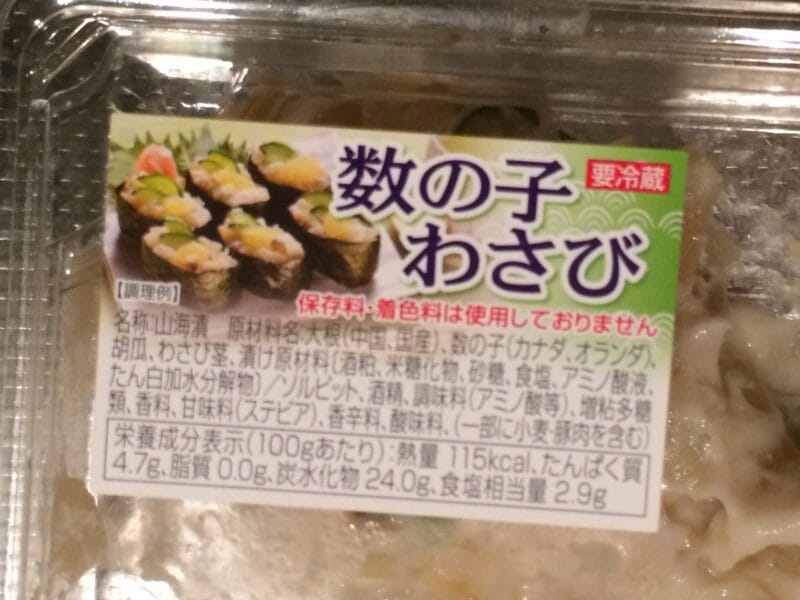 数の子
要冷蔵
わさび
【調理例】
保存料・着色料は使用しておりません
名称:山海漬 原材料名:大根(中国、国産)、数の子(カナダ、オランダ)、
胡瓜、わさび茎、漬け原材料〔酒粕、米糖化物、砂糖、食塩、アミノ酸液、
たん白加水分解物〕/ソルビット、酒精、調味料(アミノ酸等)、増粘多糖
類、香料、甘味料(ステビア)、香辛料、酸味料、(一部に小麦・豚肉を含む)
栄養成分表示(100gあたり):熱量 115kcal、たんぱく質
4.7g、脂質 0.0g、炭水化物 24.0g、食塩相当量 2.9g